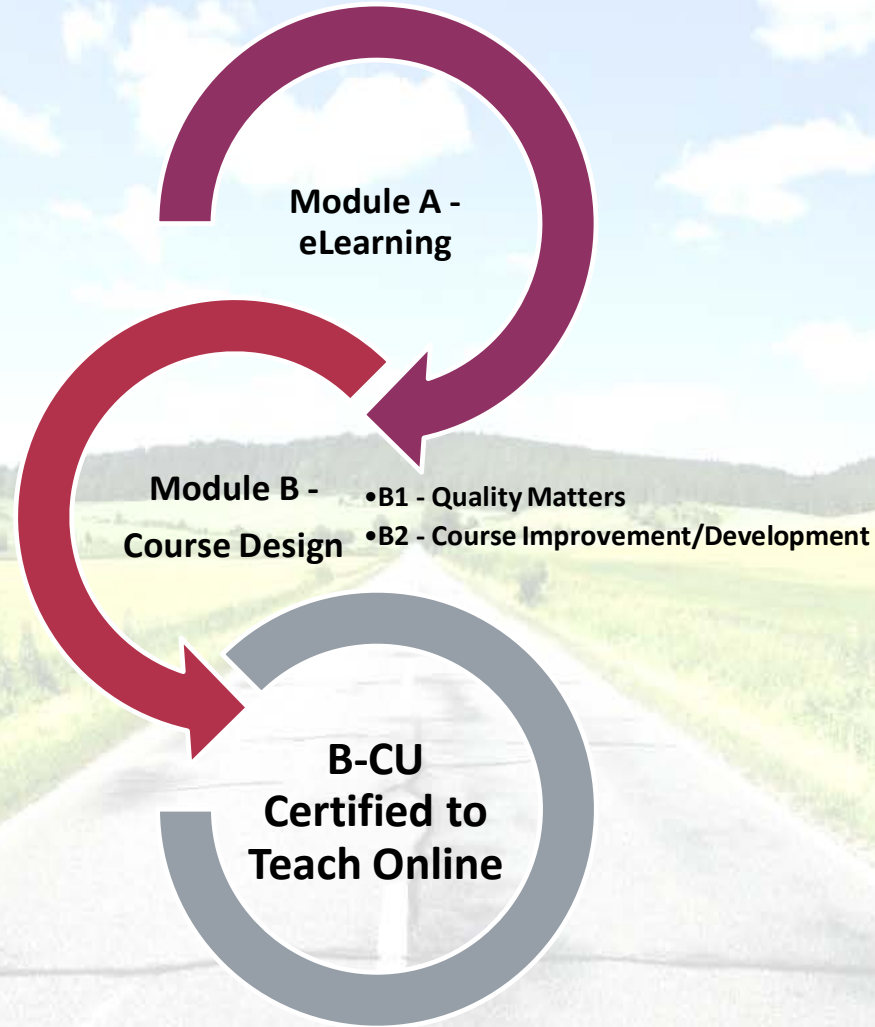 Module A -
eLearning
Module B -
Course Design
•B1 - Quality Matters
•B2 - Course Improvement/Development
B-CU
Certified to
Teach Online